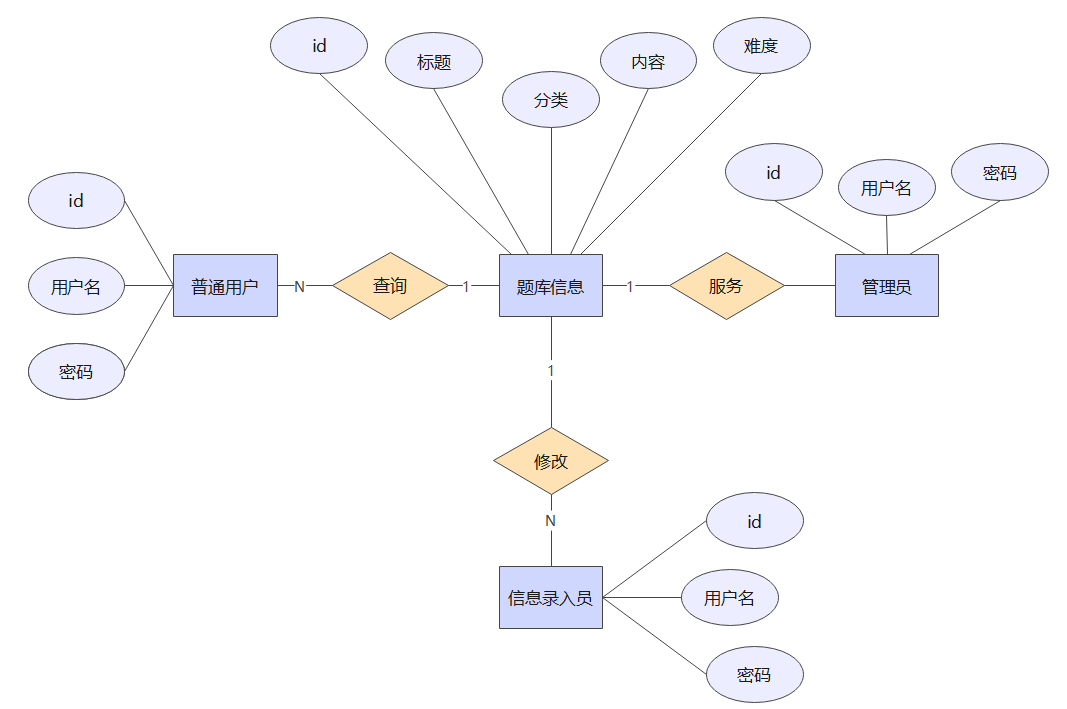 id
标题
分类
内容
难度
id
用户名
密码
id
用户名
密码
普通用户
N
查询
1
题库信息
1
服务
管理员
1
修改
N
信息录入员
id
用户名
密码